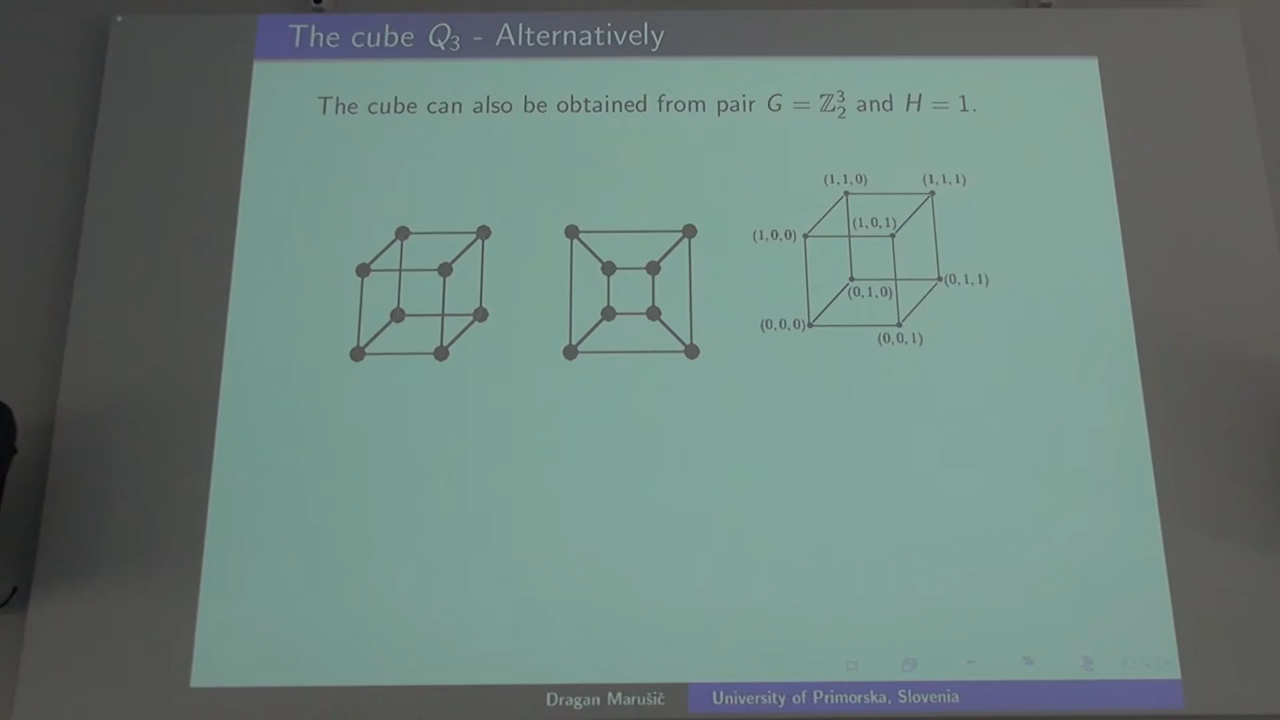 The cube Q₃ - Alternatively
The cube can also be obtained from pair G = ℤ₂³ and H = 1.
(1,1,0) (1,1,1)
(1,0,0) (1,0,1)
(0,1,0) (0,1,1)
(0,0,0) (0,0,1)
Dragan Marušič University of Primorska, Slovenia